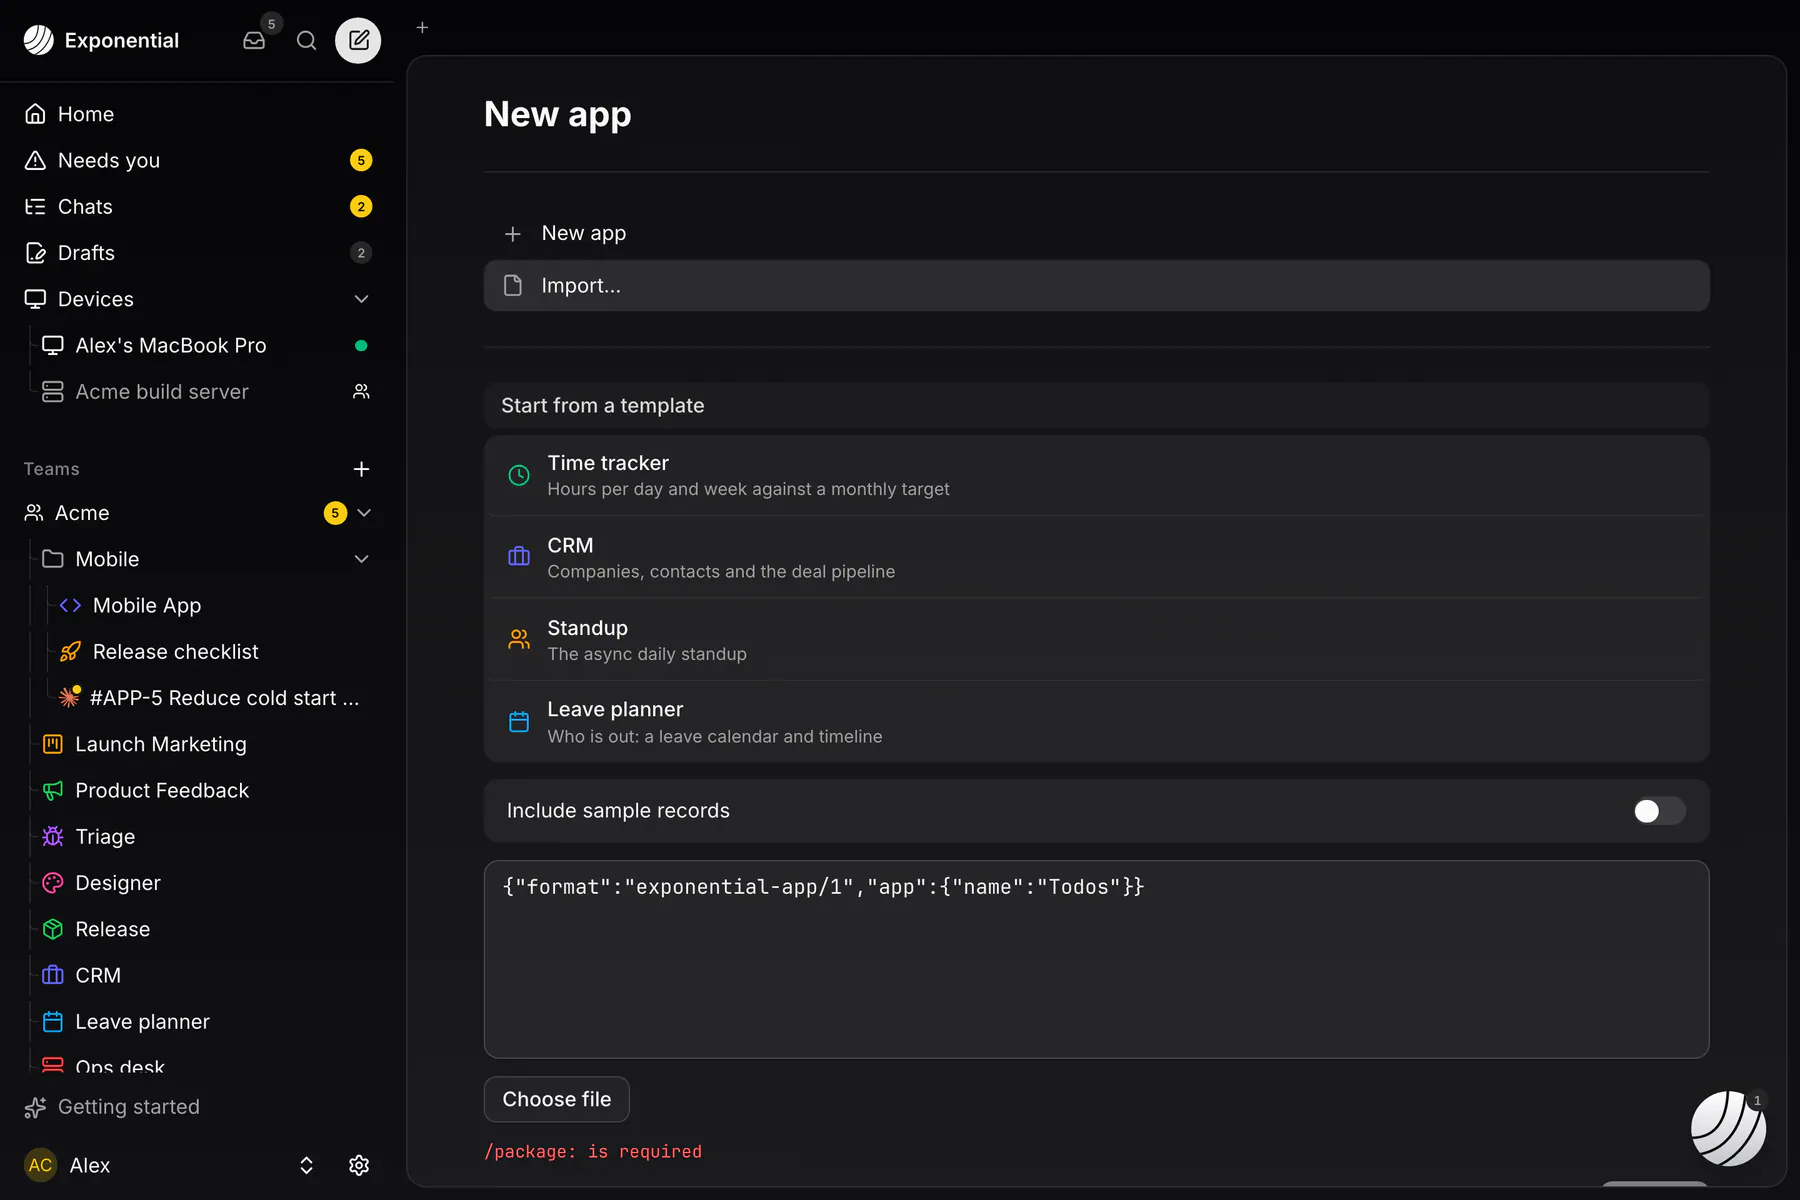 Exponential
5
Home
Needs you
5
Chats
2
Drafts
2
Devices
Alex's MacBook Pro
Acme build server
Teams
Acme
5
Mobile
Mobile App
Release checklist
#APP-5 Reduce cold start ...
Launch Marketing
Product Feedback
Triage
Designer
Release
CRM
Leave planner
Ops desk
Getting started
AC
Alex
New app
New app
Import...
Start from a template
Time tracker
Hours per day and week against a monthly target
CRM
Companies, contacts and the deal pipeline
Standup
The async daily standup
Leave planner
Who is out: a leave calendar and timeline
Include sample records
{"format":"exponential-app/1","app":{"name":"Todos"}}
Choose file
/package: is required
1